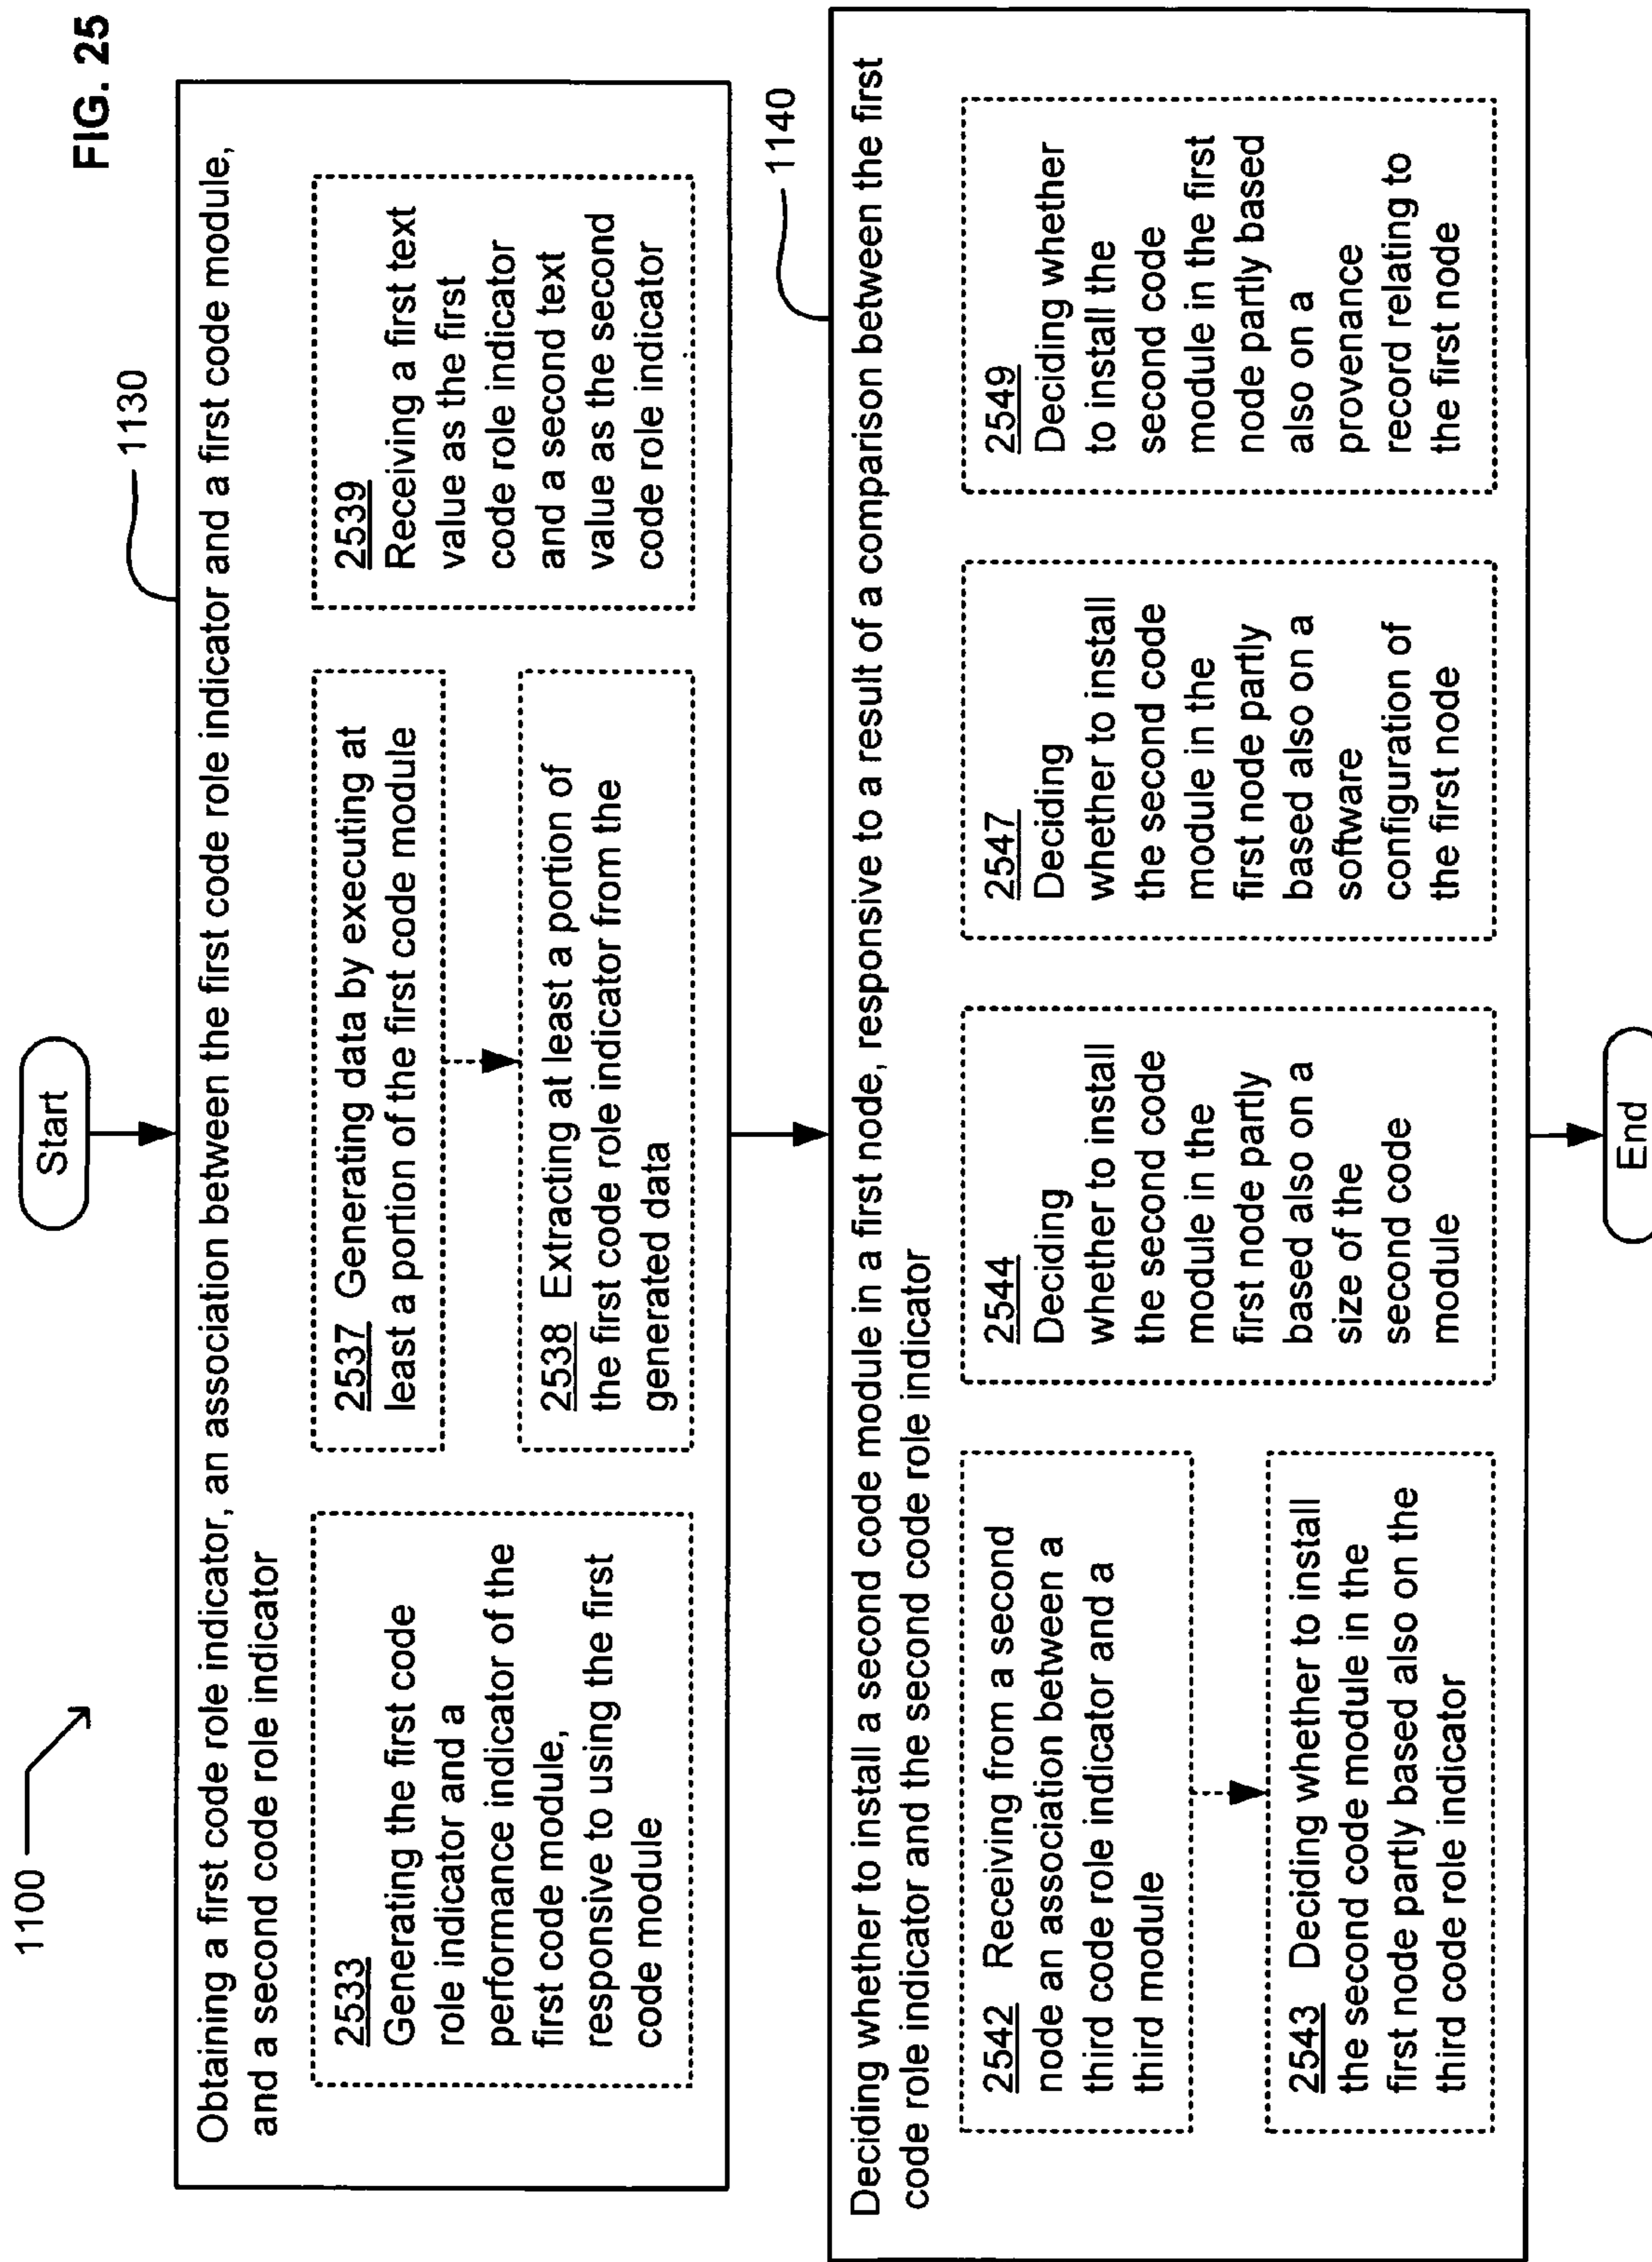 1100
FIG. 25
Start
1130
Obtaining a first code role indicator, an association between the first code role indicator and a first code module,
and a second code role indicator
2533
Generating the first code
role indicator and a
performance indicator of the
first code module,
responsive to using the first
code module
2537 Generating data by executing at
least a portion of the first code module
2538 Extracting at least a portion of
the first code role indicator from the
generated data
2539
Receiving a first text
value as the first
code role indicator
and a second text
value as the second
code role indicator
1140
Deciding whether to install a second code module in a first node, responsive to a result of a comparison between the first
code role indicator and the second code role indicator
2542 Receiving from a second
node an association between a
third code role indicator and a
third module
2543 Deciding whether to install
the second code module in the
first node partly based also on the
third code role indicator
2544
Deciding
whether to install
the second code
module in the
first node partly
based also on a
size of the
second code
module
2547
Deciding
whether to install
the second code
module in the
first node partly
based also on a
software
configuration of
the first node
2549
Deciding whether
to install the
second code
module in the first
node partly based
also on a
provenance
record relating to
the first node
End